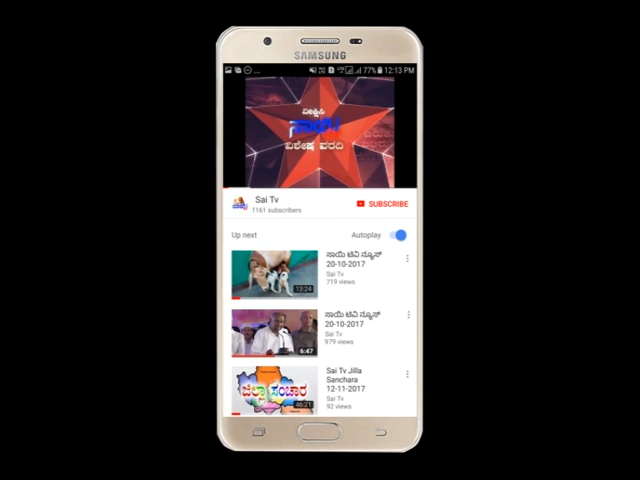 SAMSUNG
77% 12:13 PM
ವೀಕ್ಷಿಸಿ
ವಿಶೇಷ ವರದಿ
Sai Tv
1161 subscribers
SUBSCRIBE
Up next
Autoplay
ಸಾಯಿ ಟಿವಿ ನ್ಯೂಸ್
20-10-2017
Sai Tv
719 views
13:24
ಸಾಯಿ ಟಿವಿ ನ್ಯೂಸ್
20-10-2017
Sai Tv
979 views
6:47
Sai Tv Jilla
Sanchara
12-11-2017
Sai Tv
92 views
ಜಿಲ್ಲಾ ಸಂಚಾರ
46:21